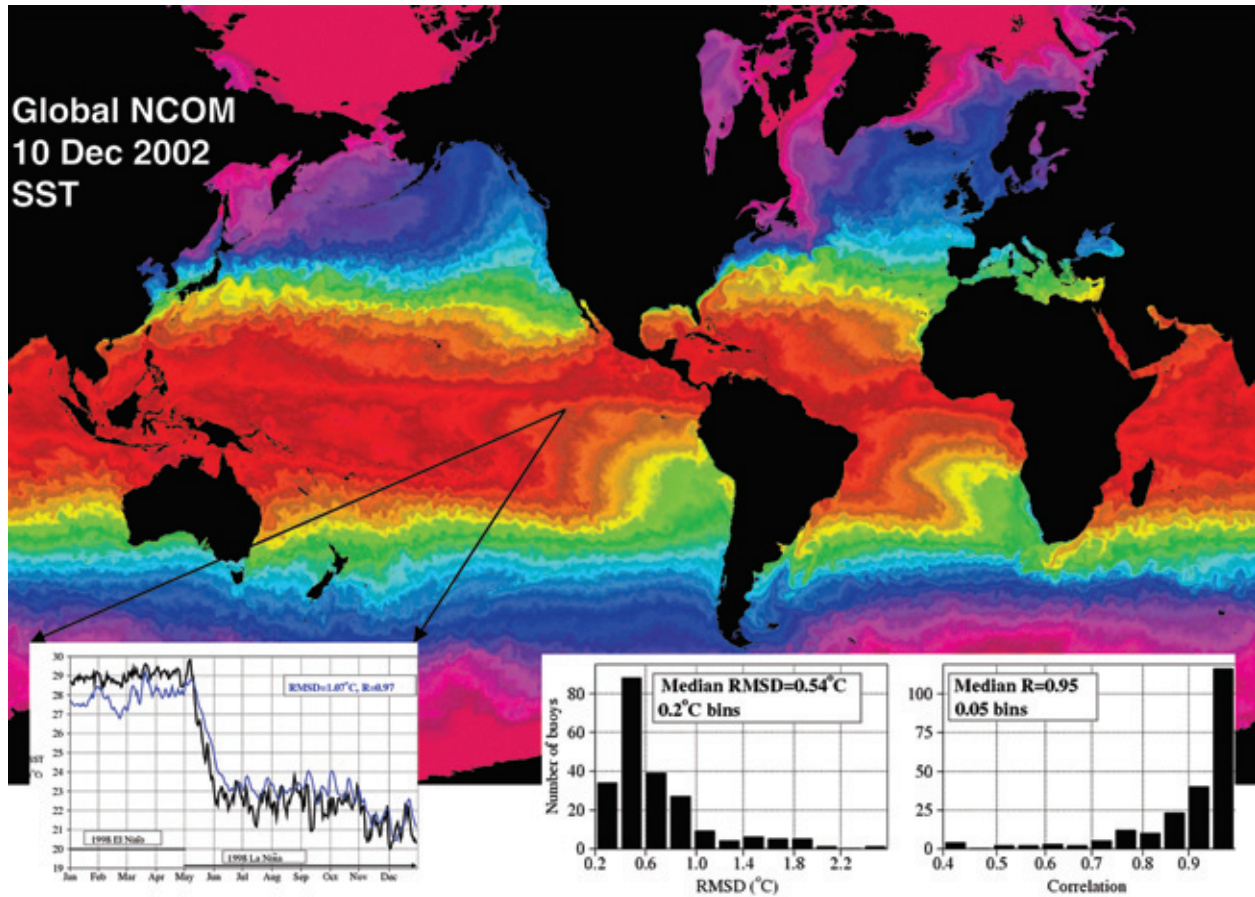 Global NCOM
10 Dec 2002
SST
30
29
28
27
26
25
24
23
22
21
20
19
SST
RMSD=1.07°C, R=0.97
1998 El Niño
1998 La Niña
Jan Feb Mar Apr May Jun Jul Aug Sep Oct Nov Dec
Number of buoys
80
60
40
20
0
Median RMSD=0.54°C
0.2°C bins
0.2 0.6 1.0 1.4 1.8 2.2
RMSD (°C)
100
50
0
Median R=0.95
0.05 bins
0.4 0.5 0.6 0.7 0.8 0.9
Correlation